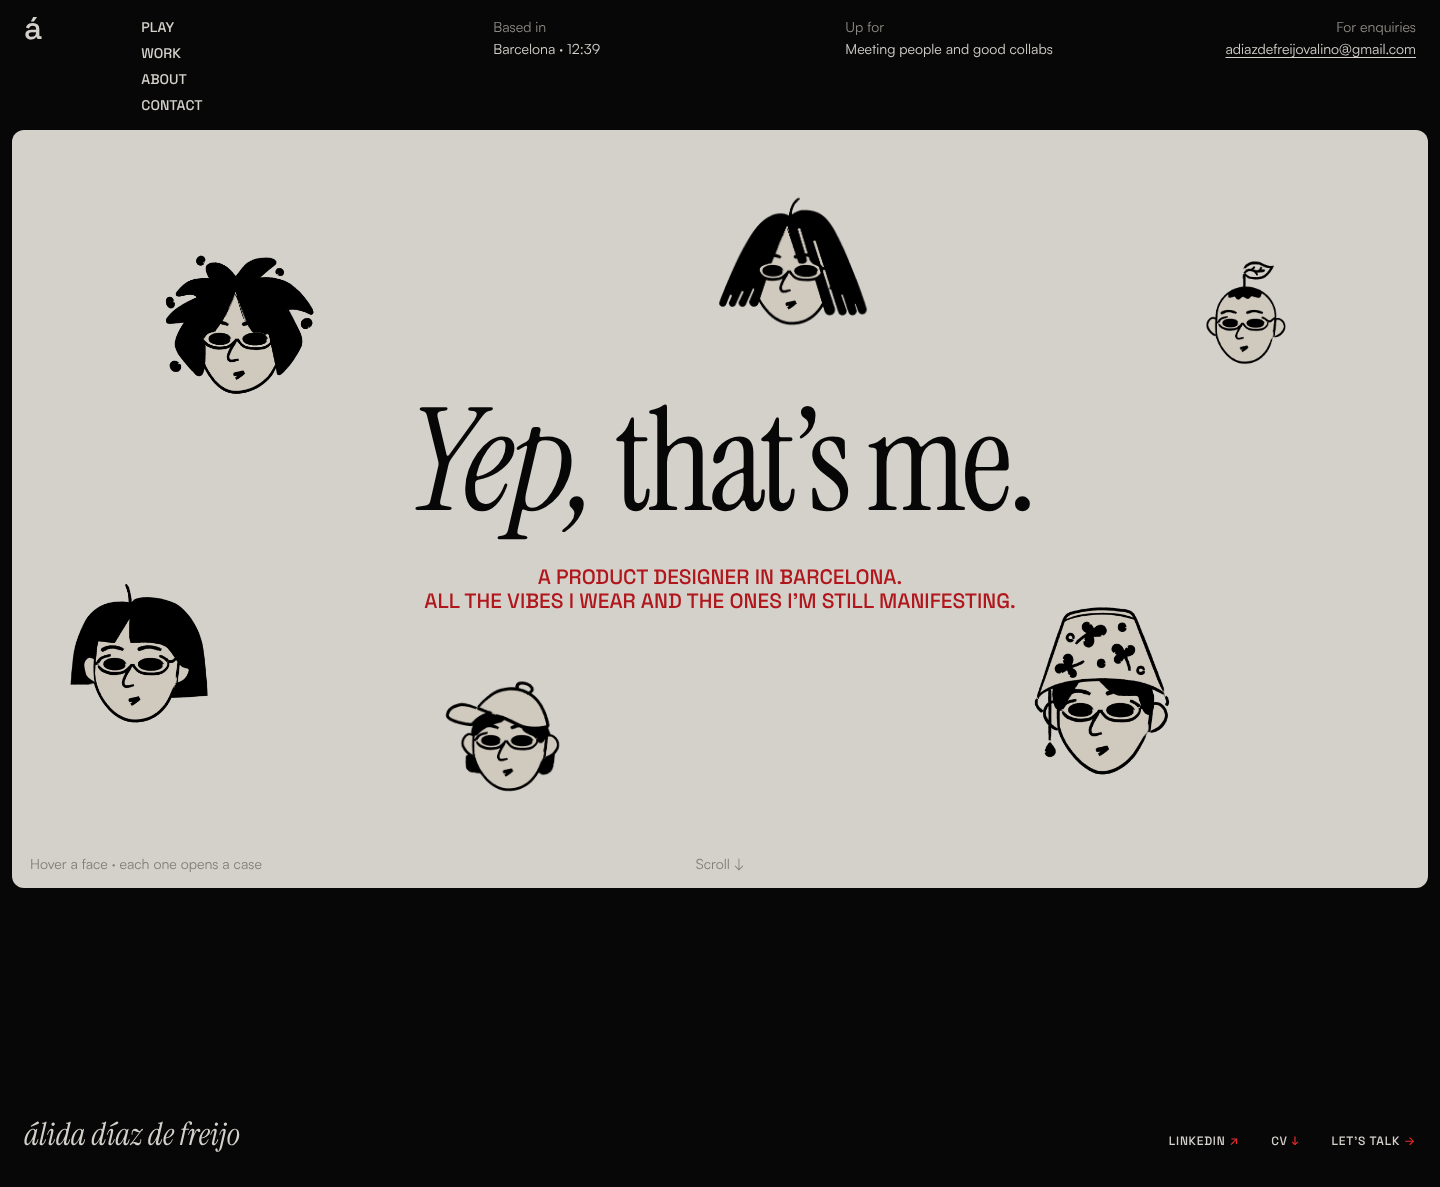 á
PLAY
WORK
ABOUT
CONTACT
Based in
Barcelona · 12:39
Up for
Meeting people and good collabs
For enquiries
adiazdefreijovalino@gmail.com
Yep, that’s me.
A PRODUCT DESIGNER IN BARCELONA.
ALL THE VIBES I WEAR AND THE ONES I’M STILL MANIFESTING.
Hover a face · each one opens a case
Scroll ↓
álida díaz de freijo
LINKEDIN ↗
CV ↓
LET’S TALK →